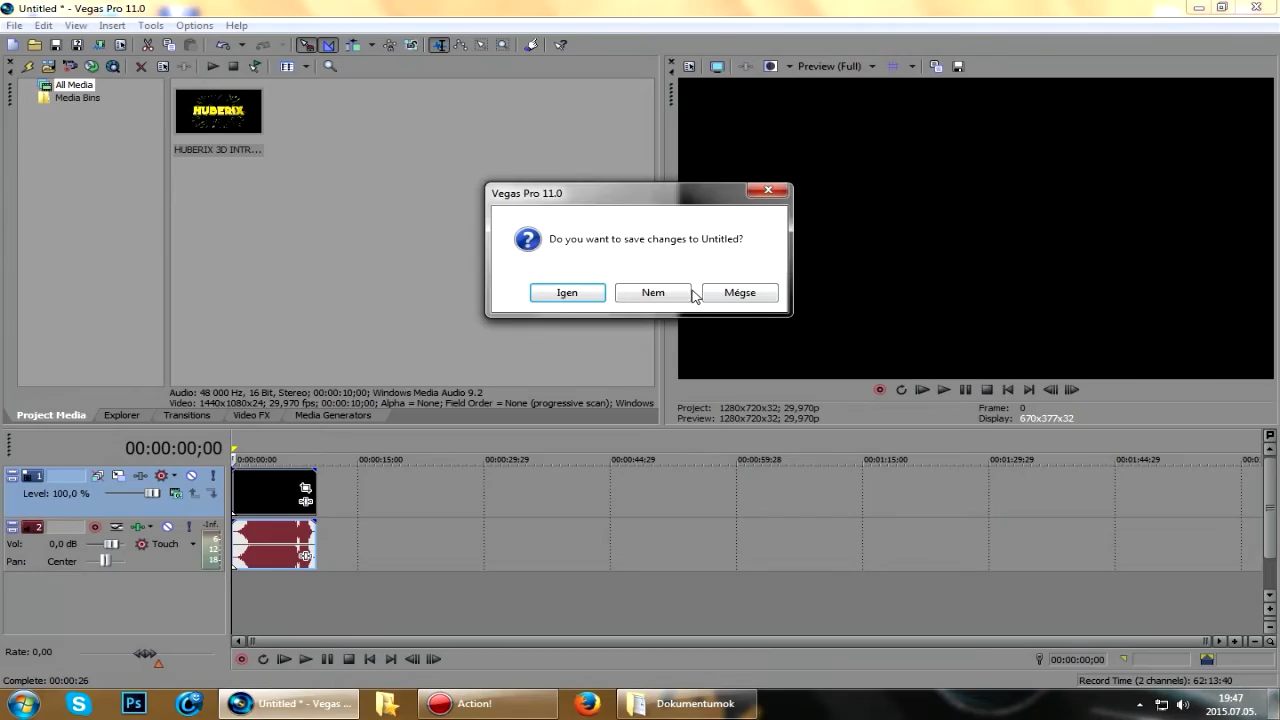 Untitled * - Vegas Pro 11.0
File Edit View Insert Tools Options Help
All Media
Media Bins
HUBERIX
HUBERIX 3D INTR...
Preview (Full)
Vegas Pro 11.0
Do you want to save changes to Untitled?
Igen Nem Mégse
Audio: 48 000 Hz, 16 Bit, Stereo; 00:00:10;00; Windows Media Audio 9.2
Video: 1440x1080x24; 29,970 fps; 00:00:10;00; Alpha = None; Field Order = None (progressive scan); Windows
Project Media Explorer Transitions Video FX Media Generators
Project: 1280x720x32; 29,970p
Preview: 1280x720x32; 29,970p
Frame: 0
Display: 670x377x32
00:00:00;00
0:00:00;00 00:00:15;00 00:00:29;29 00:00:44;29 00:00:59;28 00:01:15;00 00:01:29;29 00:01:44;29 00:0
1
Level: 100,0 %
2
Vol: 0,0 dB Touch
Pan: Center
-Inf.
6
12
18
Rate: 0,00
00:00:00;00
Complete: 00:00:26
Record Time (2 channels): 62:13:40
Untitled * - Vegas ...
Action!
Dokumentumok
19:47
2015.07.05.